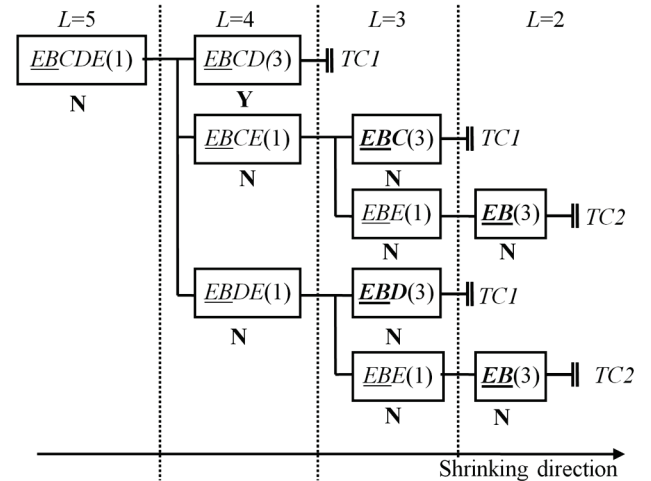 L=5 L=4 L=3 L=2
EBCDE(1) EBCD(3) TC1
N Y
EBCE(1) EBC(3) TC1
N N
EBE(1) EB(3) TC2
N N
EBDE(1) EBD(3) TC1
N N
EBE(1) EB(3) TC2
N N
Shrinking direction